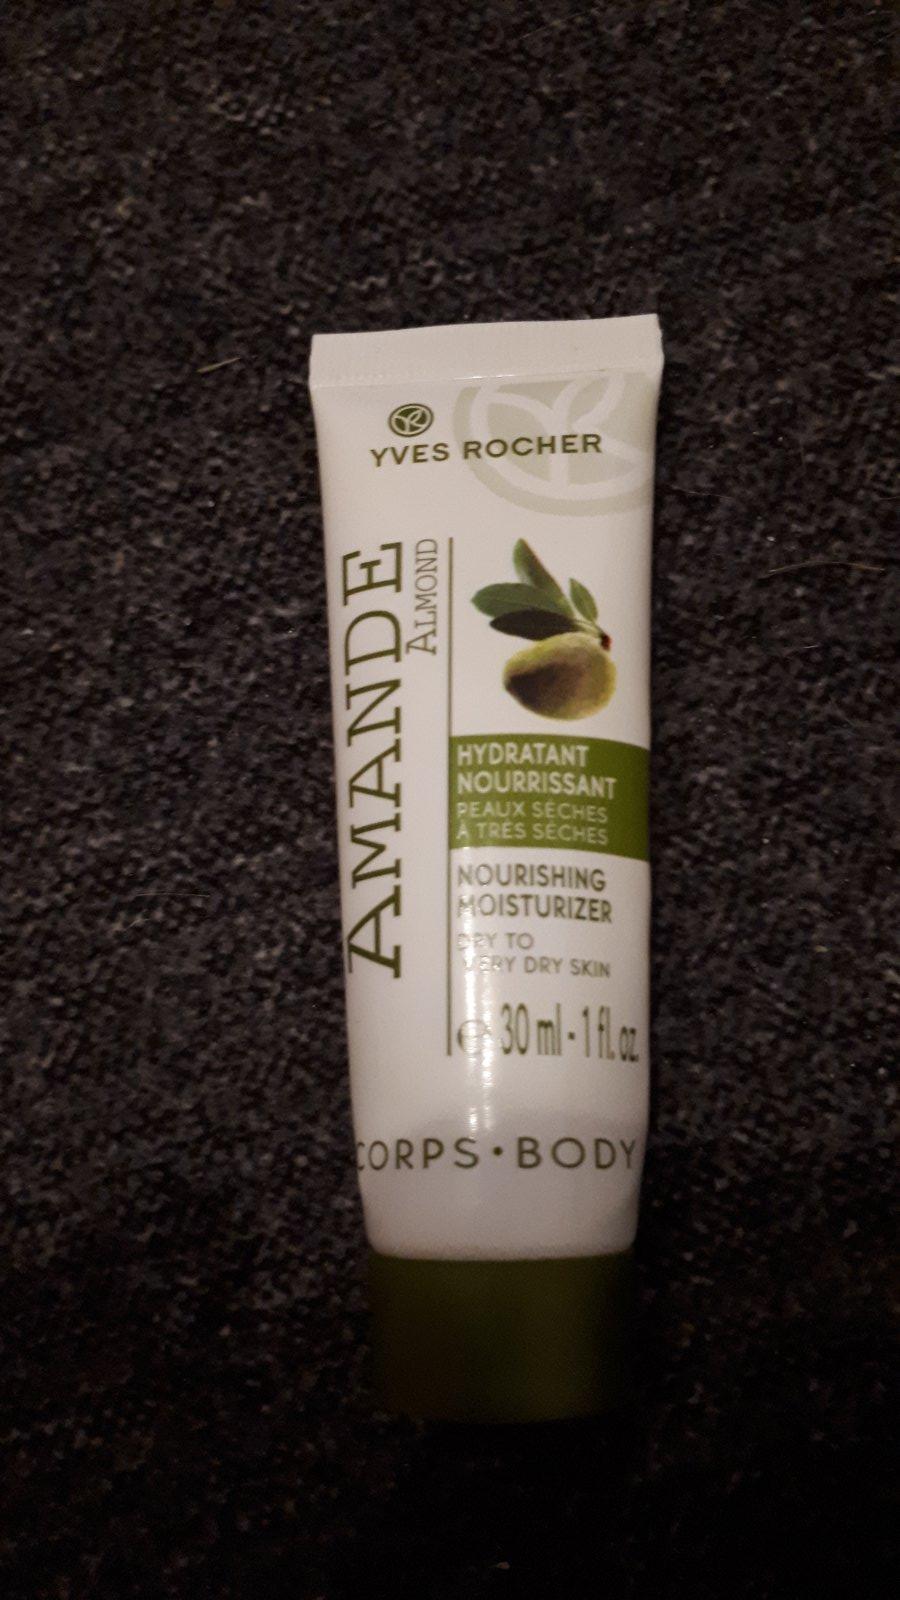 YVES ROCHER
AMANDE
ALMOND
HYDRATANT
NOURRISSANT
PEAUX SÈCHES
À TRÈS SÈCHES
NOURISHING
MOISTURIZER
DRY TO
VERY DRY SKIN
℮ 30 ml - 1 fl. oz.
CORPS • BODY